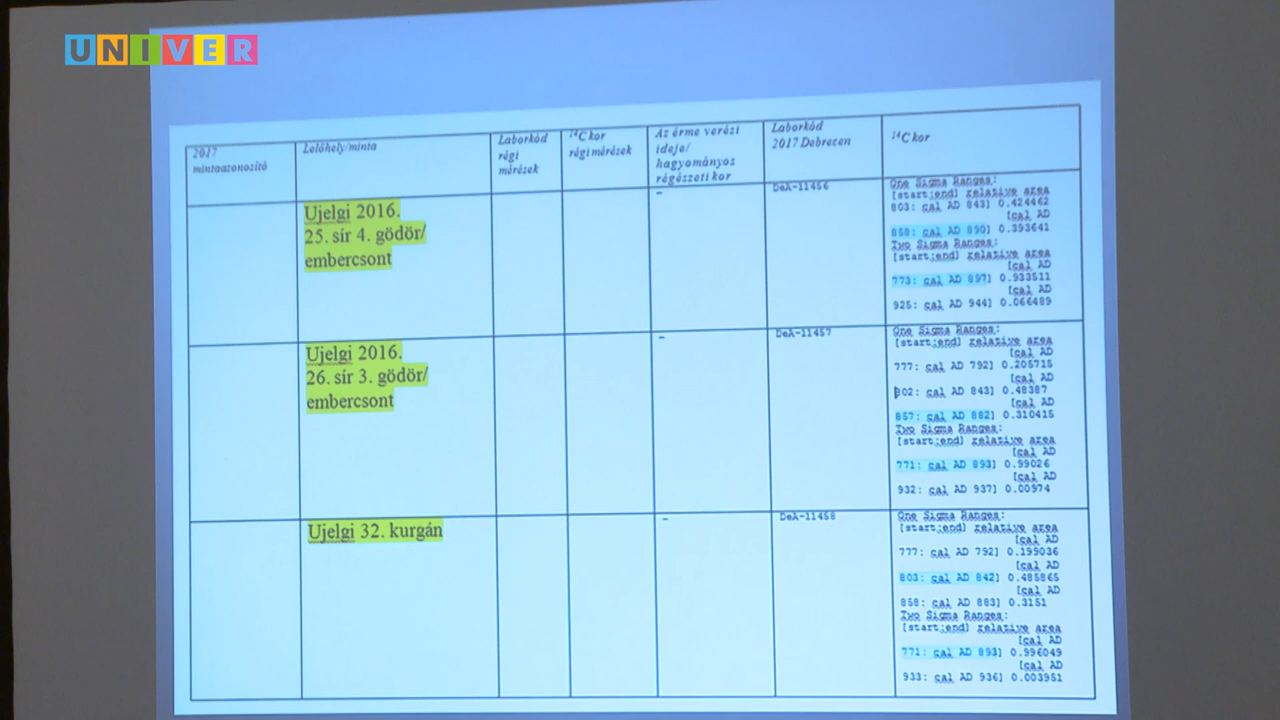 UNIVER
2017
mintaazonosító
Lelőhely/minta
Laborkód
régi
mérések
14C kor
régi mérések
Az érme verési
ideje/
hagyományos
régészeti kor
Laborkód
2017 Debrecen
14C kor
Ujelgi 2016.
25. sír 4. gödör/
embercsont
–
DeA-11456
One Sigma Ranges:
[start:end] relative area
803: cal AD 843] 0.424462
[cal AD
858: cal AD 890] 0.393641
Two Sigma Ranges:
[start:end] relative area
[cal AD
773: cal AD 897] 0.933511
[cal AD
925: cal AD 944] 0.066489
Ujelgi 2016.
26. sír 3. gödör/
embercsont
–
DeA-11457
One Sigma Ranges:
[start:end] relative area
[cal AD
777: cal AD 792] 0.205715
[cal AD
802: cal AD 843] 0.48387
[cal AD
857: cal AD 882] 0.310415
Two Sigma Ranges:
[start:end] relative area
[cal AD
771: cal AD 893] 0.99026
[cal AD
932: cal AD 937] 0.00974
Ujelgi 32. kurgán
–
DeA-11458
One Sigma Ranges:
[start:end] relative area
[cal AD
777: cal AD 792] 0.199036
[cal AD
803: cal AD 842] 0.485865
[cal AD
858: cal AD 883] 0.3151
Two Sigma Ranges:
[start:end] relative area
[cal AD
771: cal AD 893] 0.996049
[cal AD
933: cal AD 936] 0.003951